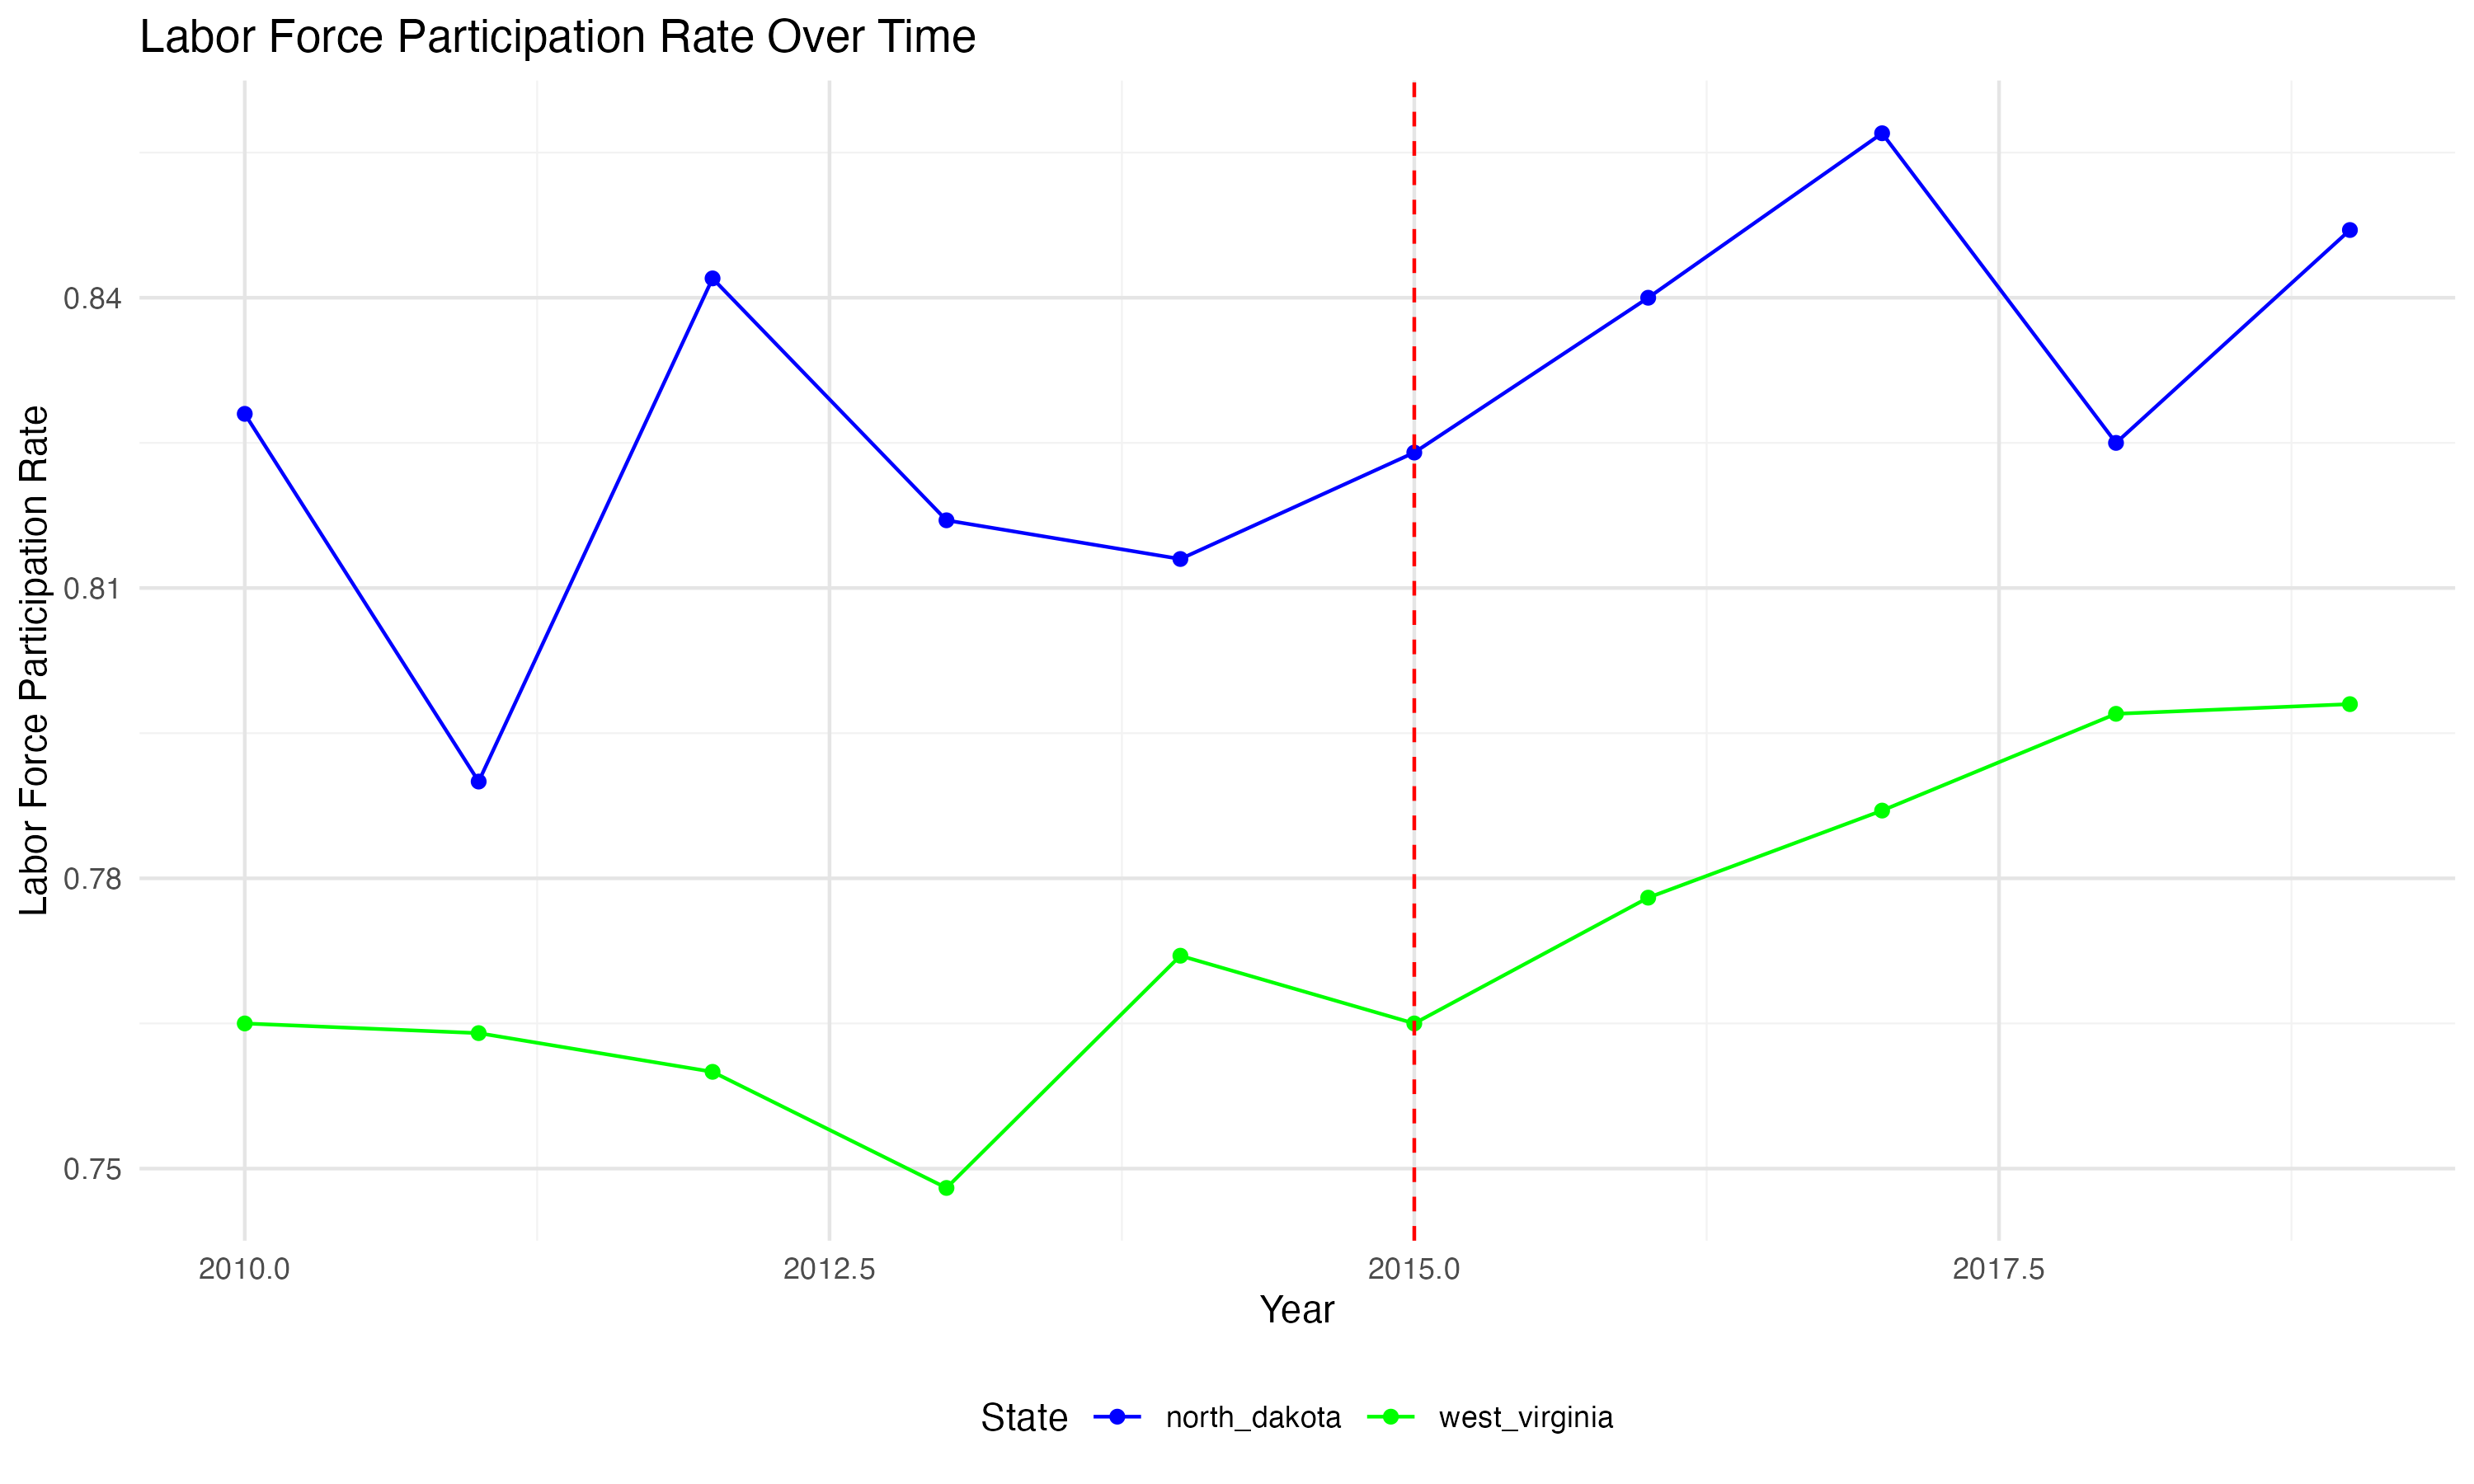 Labor Force Participation Rate Over Time
Labor Force Participation Rate
0.84
0.81
0.78
0.75
2010.0 2012.5 2015.0 2017.5
Year
State north_dakota west_virginia